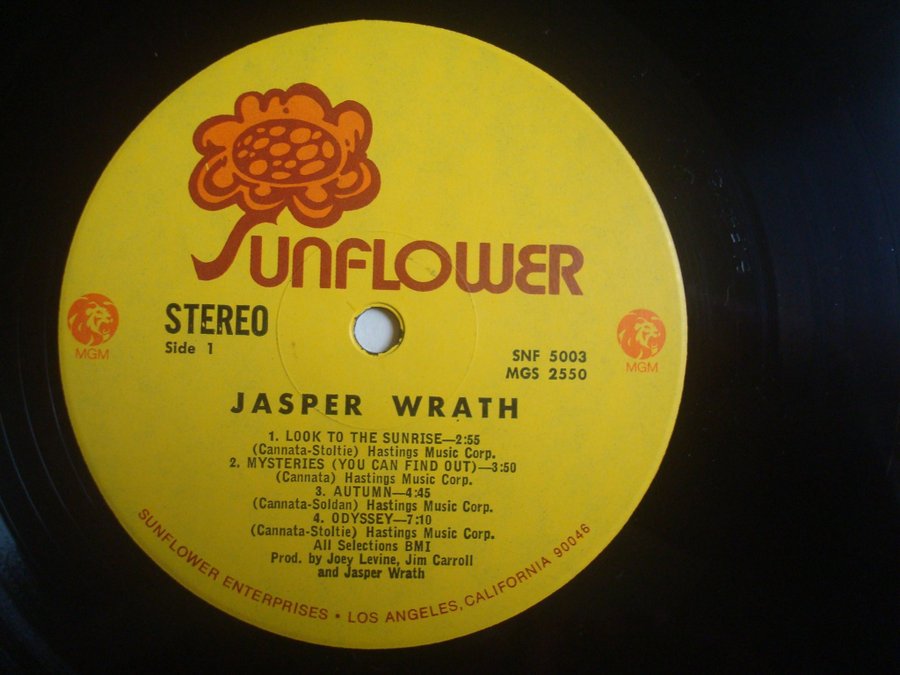 SUNFLOWER
STEREO
Side 1
MGM
MGM
SNF 5003
MGS 2550
JASPER WRATH
1. LOOK TO THE SUNRISE—2:55
(Cannata-Stoltie) Hastings Music Corp.
2. MYSTERIES (YOU CAN FIND OUT)—3:50
(Cannata) Hastings Music Corp.
3. AUTUMN—4:45
(Cannata-Soldan) Hastings Music Corp.
4. ODYSSEY—7:10
(Cannata-Stoltie) Hastings Music Corp.
All Selections BMI
Prod. by Joey Levine, Jim Carroll
and Jasper Wrath
SUNFLOWER ENTERPRISES • LOS ANGELES, CALIFORNIA 90046